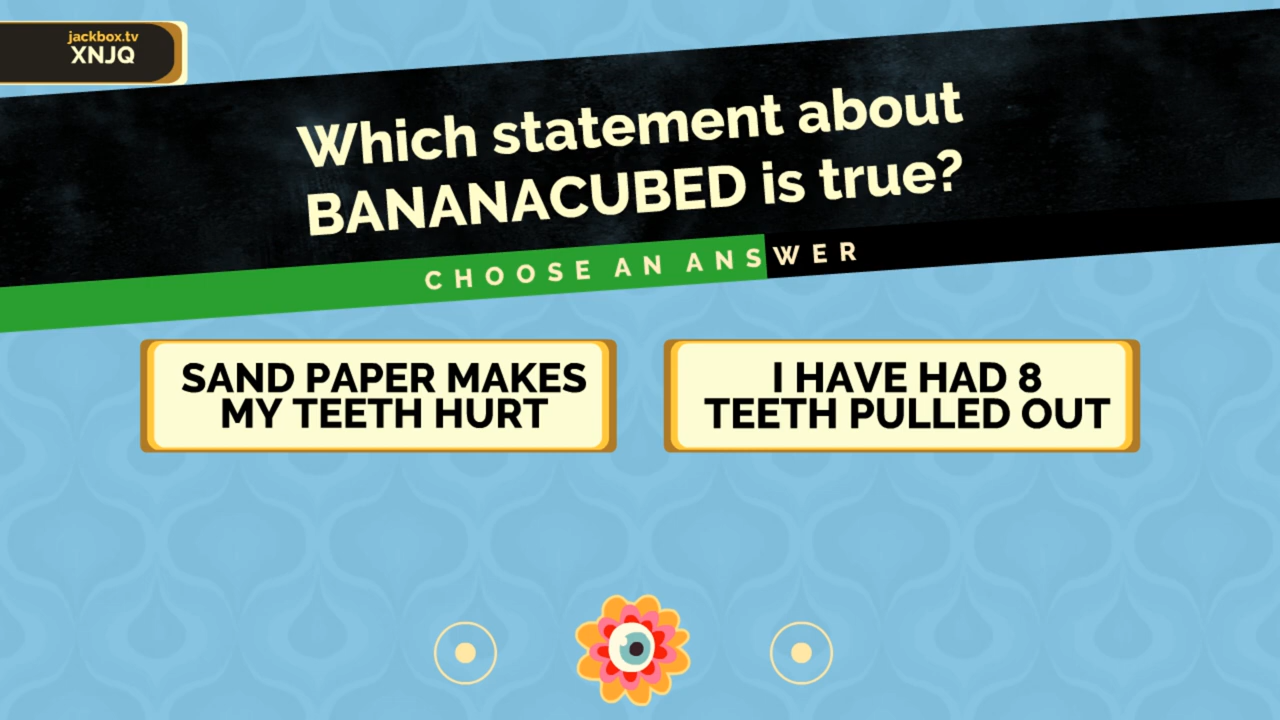 jackbox.tv
XNJQ
Which statement about
BANANACUBED is true?
CHOOSE AN ANSWER
SAND PAPER MAKES
MY TEETH HURT
I HAVE HAD 8
TEETH PULLED OUT